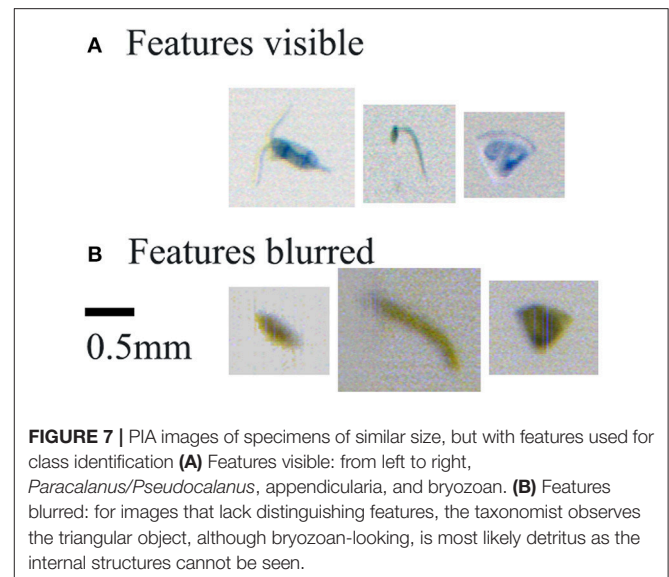 A Features visible
B Features blurred
0.5mm
FIGURE 7 | PIA images of specimens of similar size, but with features used for
class identification (A) Features visible: from left to right,
Paracalanus/Pseudocalanus, appendicularia, and bryozoan. (B) Features
blurred: for images that lack distinguishing features, the taxonomist observes
the triangular object, although bryozoan-looking, is most likely detritus as the
internal structures cannot be seen.